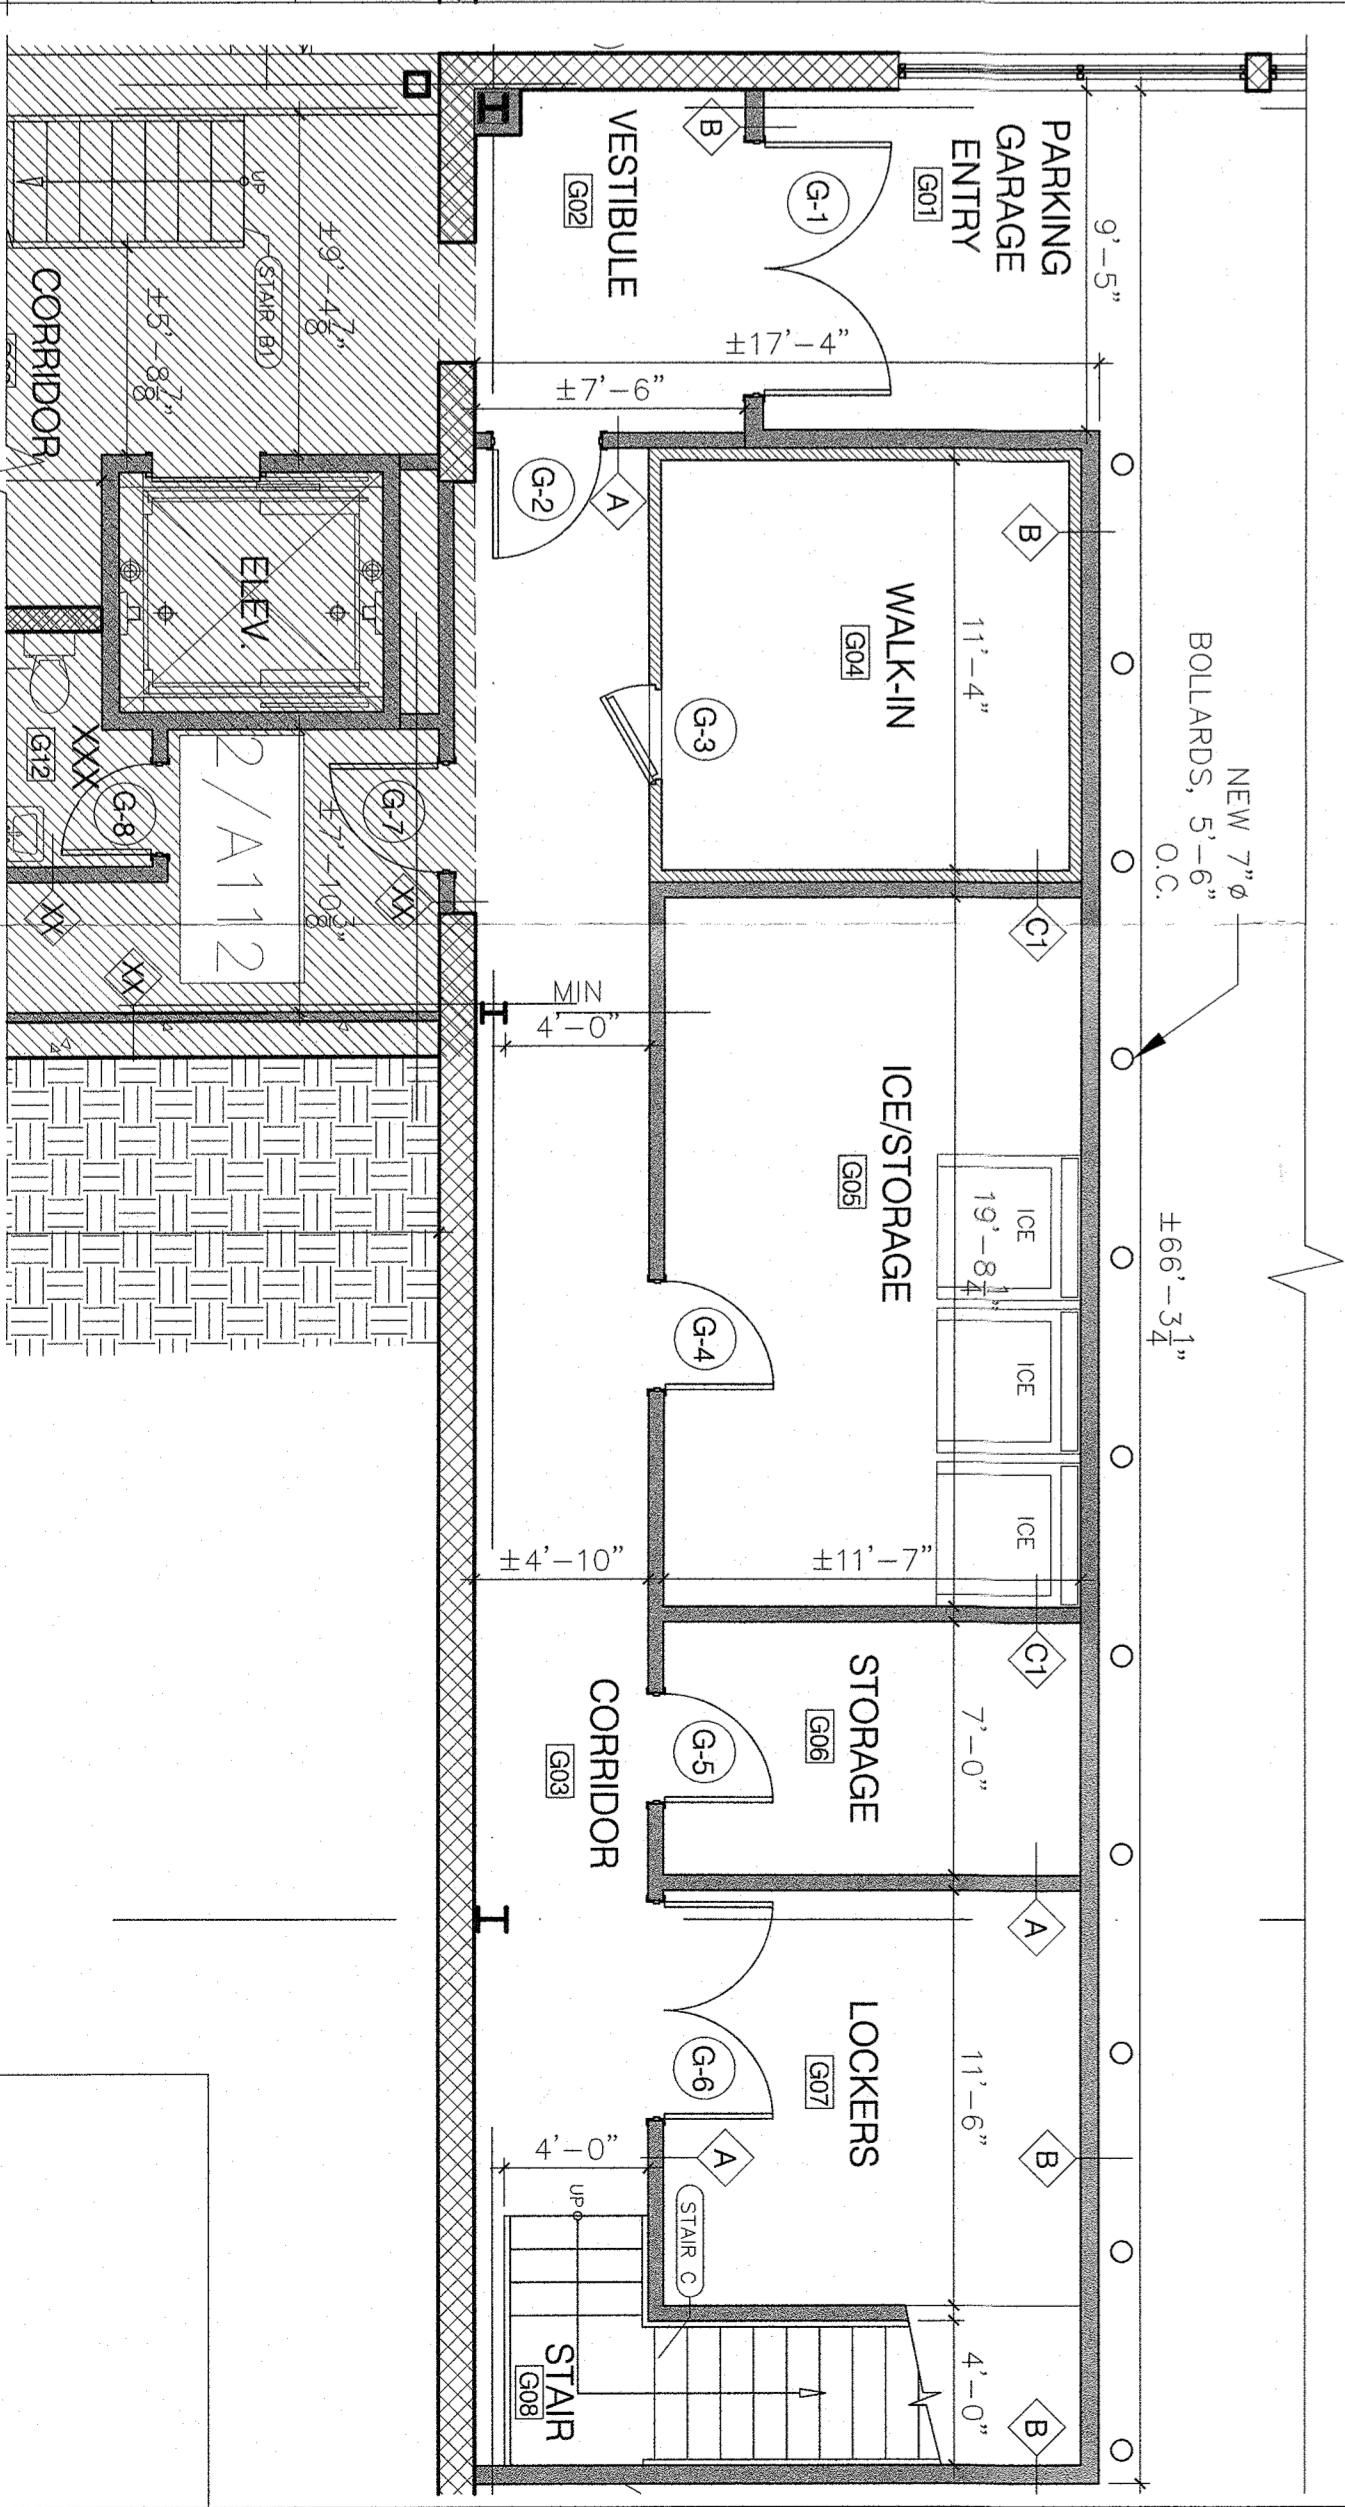 NEW 7"ø
BOLLARDS, 5'-6"
O.C.
±66'-3 1/4"
9'-5"
PARKING
GARAGE
ENTRY
G01
G-1
B
VESTIBULE
G02
±17'-4"
±7'-6"
G-2
A
B
WALK-IN
G04
11'-4"
G-3
C1
ICE/STORAGE
G05
19'-8 1/4"
ICE
ICE
ICE
G-4
MIN
4'-0"
±4'-10"
±11'-7"
C1
STORAGE
G06
7'-0"
G-5
CORRIDOR
G03
A
LOCKERS
G07
11'-6"
G-6
B
A
4'-0"
STAIR C
UP
STAIR
G08
4'-0"
B
UP
STAIR B1
±9'-4 7/8"
±5'-8 7/8"
CORRIDOR
ELEV.
XXX
G12
G-8
G-7
2/A112
±7'-10 3/8"
XX
XX
XX